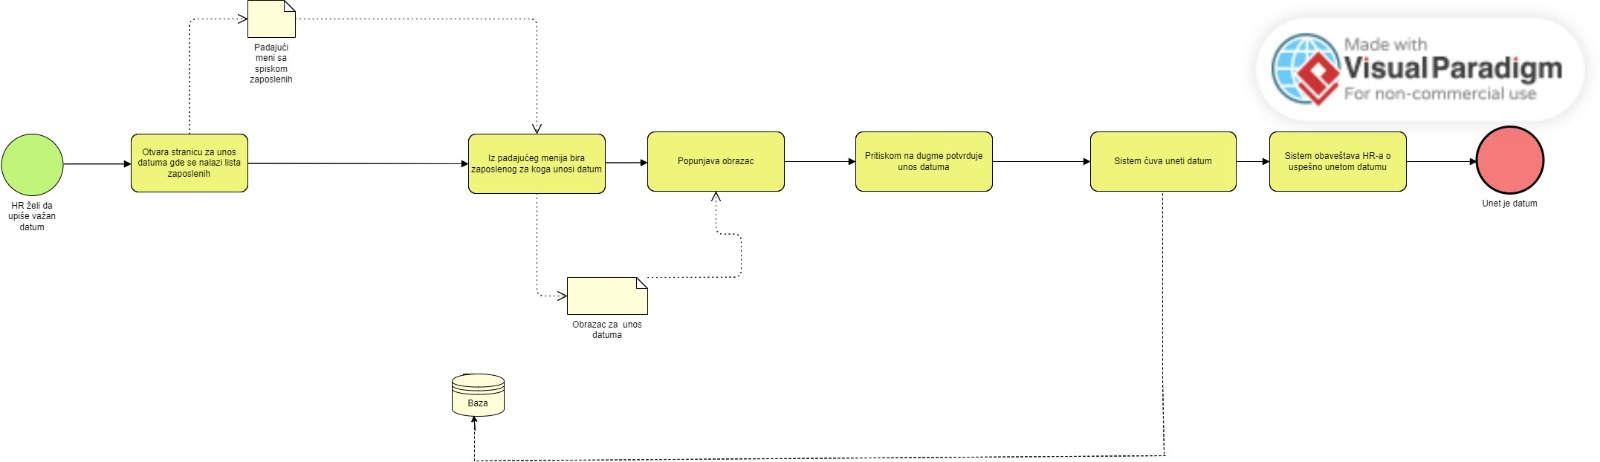 Padajući
meni sa
spiskom
zaposlenih
Made with
Visual Paradigm
For non-commercial use
HR želi da
upiše važan
datum
Otvara stranicu za unos
datuma gde se nalazi lista
zaposlenih
Iz padajućeg menija bira
zaposlenog za koga unosi datum
Popunjava obrazac
Pritiskom na dugme potvrduje
unos datuma
Sistem čuva uneti datum
Sistem obaveštava HR-a o
uspešno unetom datumu
Unet je datum
Obrazac za unos
datuma
Baza